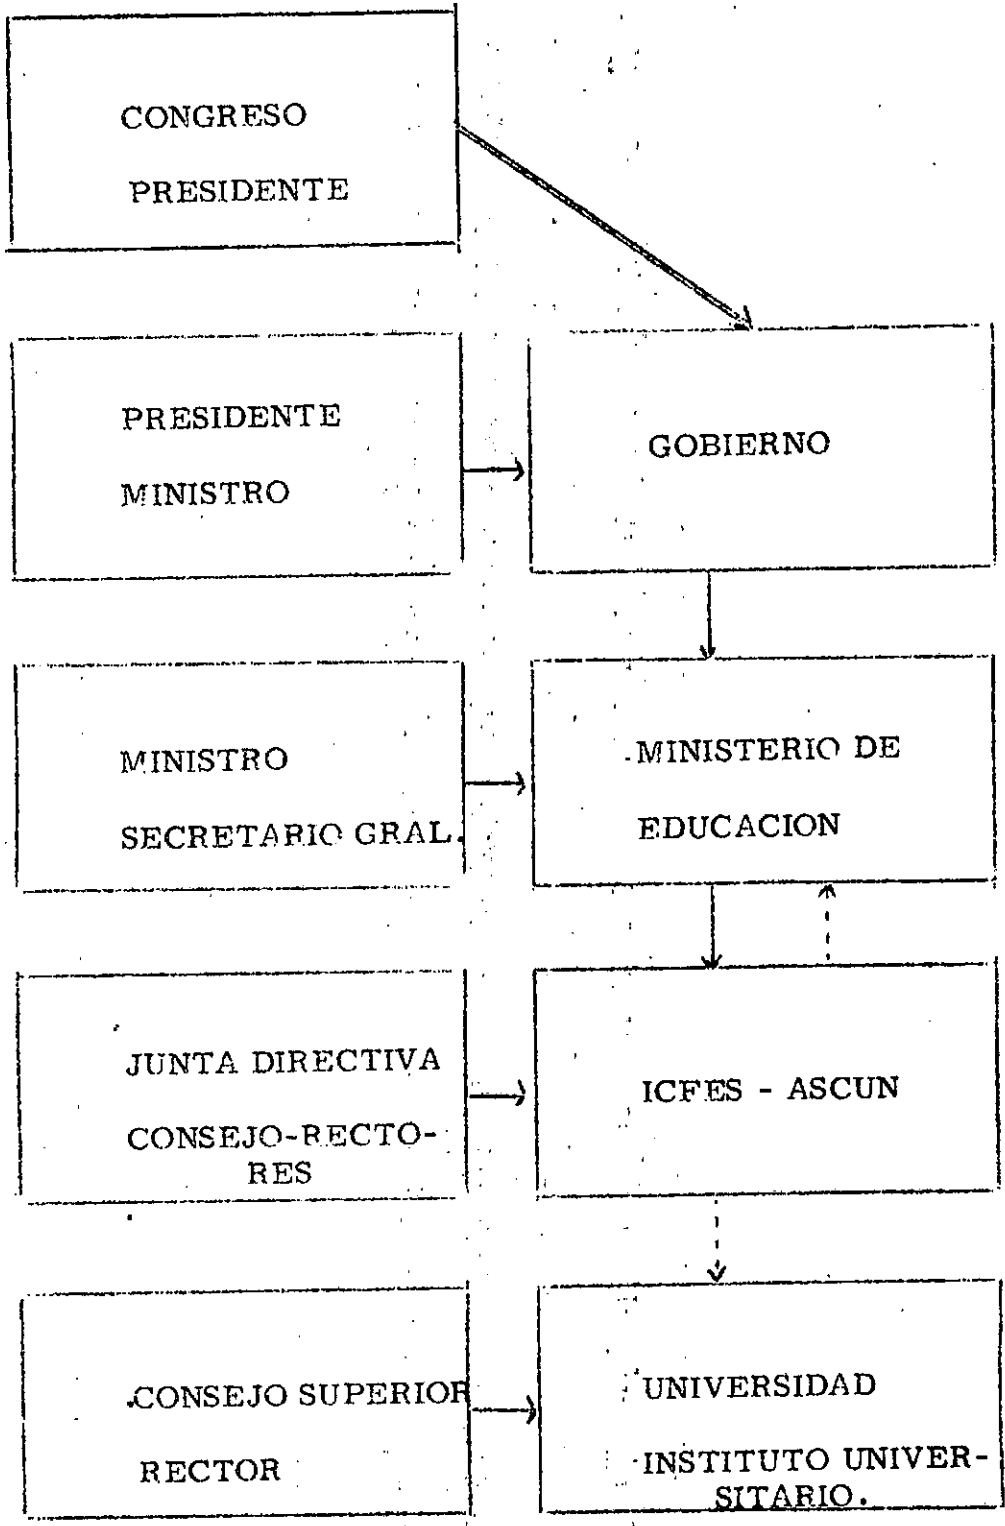 CONGRESO
PRESIDENTE
PRESIDENTE
MINISTRO
GOBIERNO
MINISTRO
SECRETARIO GRAL.
MINISTERIO DE
EDUCACION
JUNTA DIRECTIVA
CONSEJO-RECTO-
RES
ICFES - ASCUN
CONSEJO SUPERIOR
RECTOR
UNIVERSIDAD
INSTITUTO UNIVER-
SITARIO.